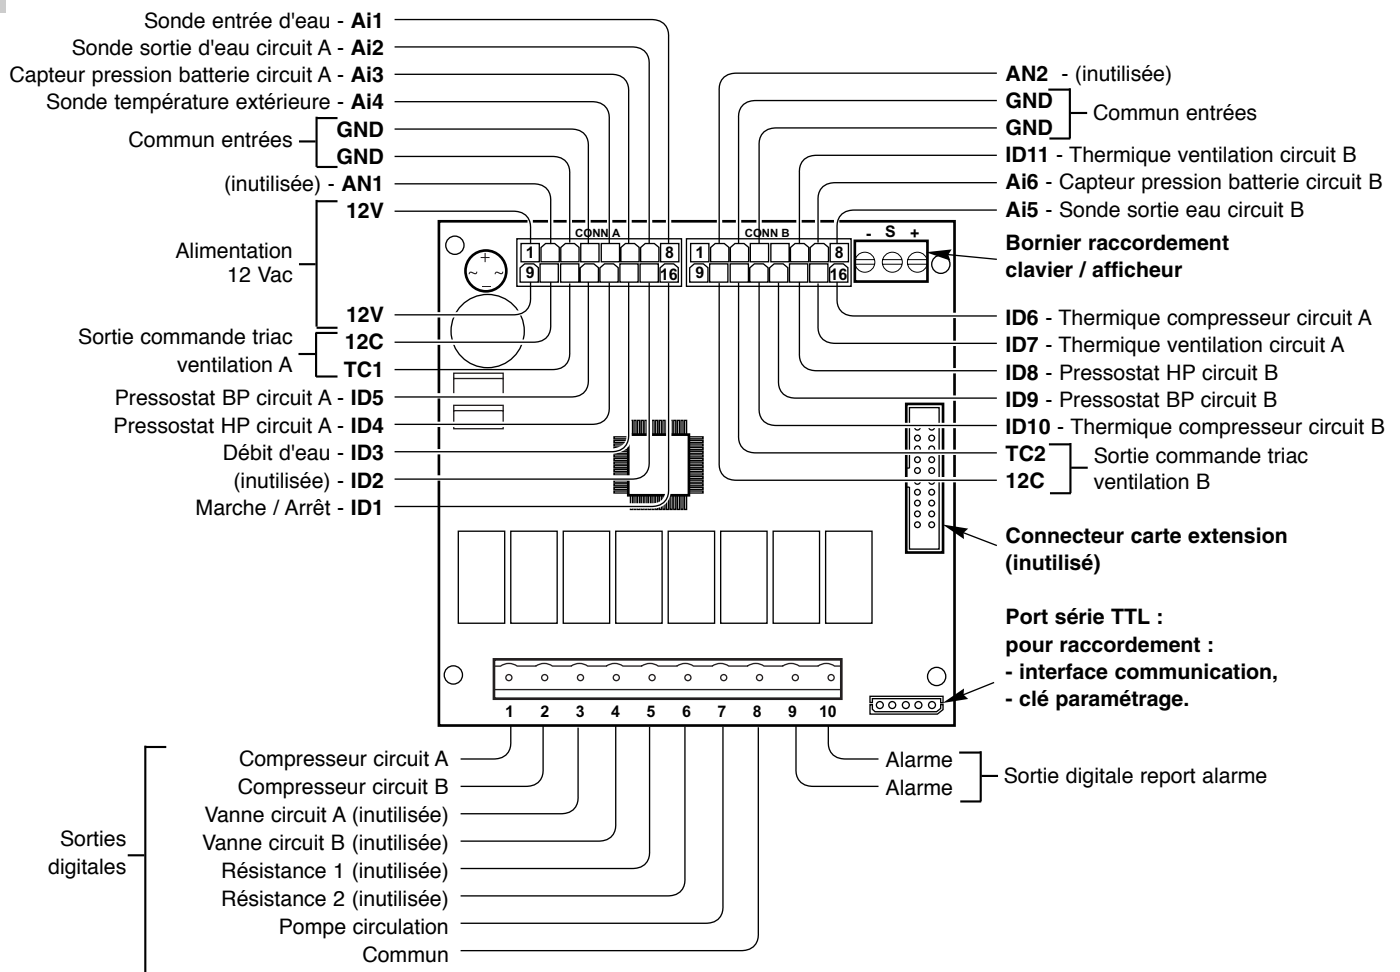 Sonde entrée d'eau - Ai1
Sonde sortie d'eau circuit A - Ai2
Capteur pression batterie circuit A - Ai3
Sonde température extérieure - Ai4
Commun entrées
GND
GND
(inutilisée) - AN1
12V
Alimentation
12 Vac
12V
Sortie commande triac
ventilation A
12C
TC1
Pressostat BP circuit A - ID5
Pressostat HP circuit A - ID4
Débit d'eau - ID3
(inutilisée) - ID2
Marche / Arrêt - ID1
AN2 - (inutilisée)
GND
GND
Commun entrées
ID11 - Thermique ventilation circuit B
Ai6 - Capteur pression batterie circuit B
Ai5 - Sonde sortie eau circuit B
Bornier raccordement
clavier / afficheur
ID6 - Thermique compresseur circuit A
ID7 - Thermique ventilation circuit A
ID8 - Pressostat HP circuit B
ID9 - Pressostat BP circuit B
ID10 - Thermique compresseur circuit B
TC2
12C
Sortie commande triac
ventilation B
Connecteur carte extension
(inutilisé)
Port série TTL :
pour raccordement :
- interface communication,
- clé paramétrage.
CONN A
1 8
9 16
CONN B
1 8
9 16
- S +
+
~ ~
-
1 2 3 4 5 6 7 8 9 10
Sorties
digitales
Compresseur circuit A
Compresseur circuit B
Vanne circuit A (inutilisée)
Vanne circuit B (inutilisée)
Résistance 1 (inutilisée)
Résistance 2 (inutilisée)
Pompe circulation
Commun
Alarme
Alarme
Sortie digitale report alarme